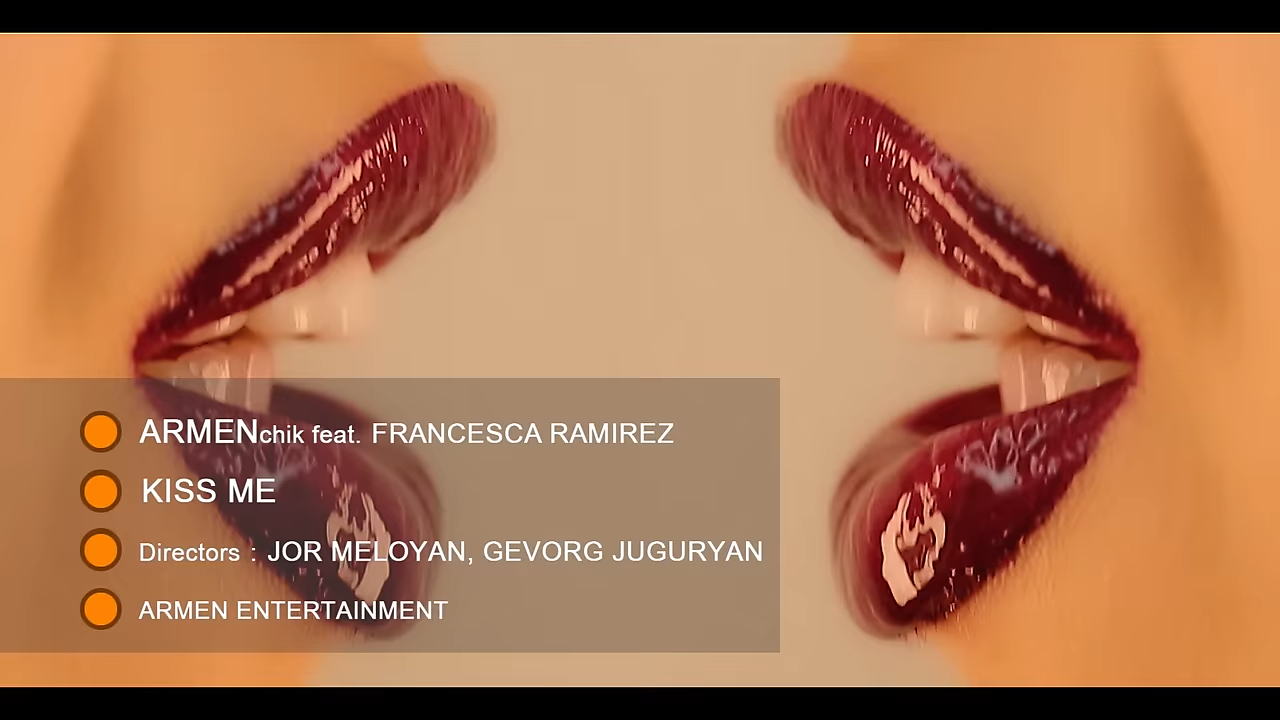 ARMENchik feat. FRANCESCA RAMIREZ
KISS ME
Directors : JOR MELOYAN, GEVORG JUGURYAN
ARMEN ENTERTAINMENT